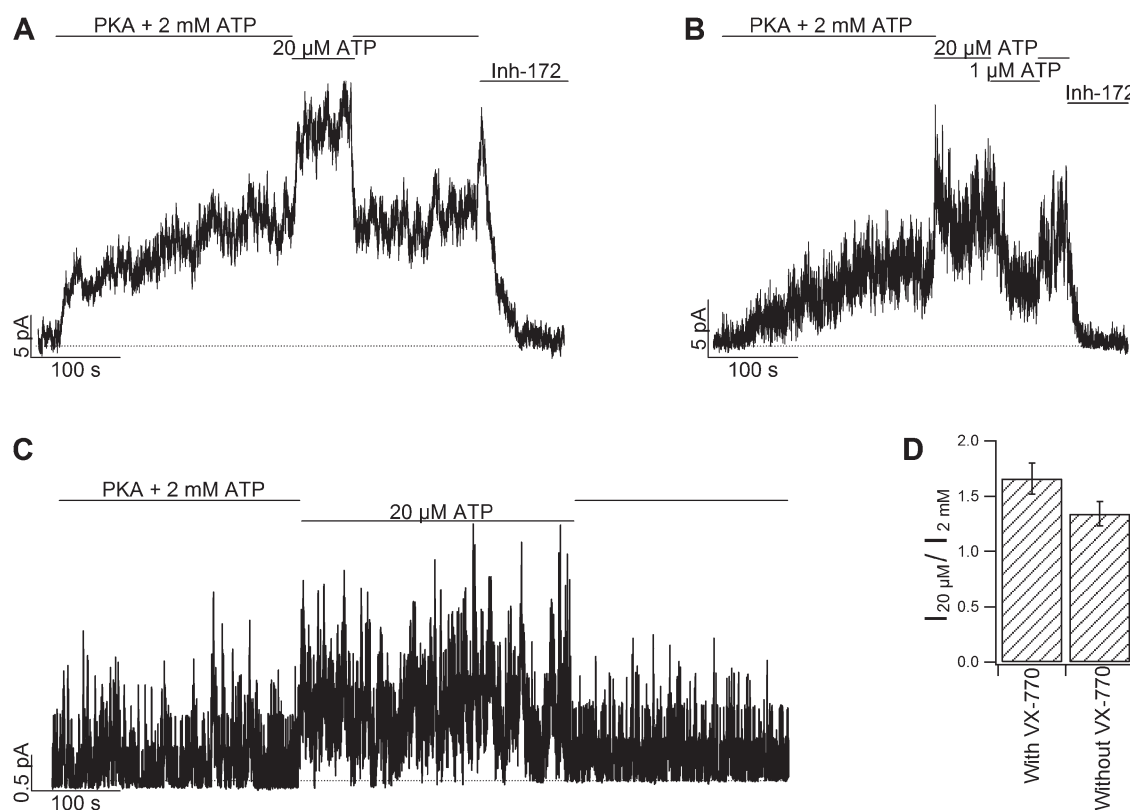 A
PKA + 2 mM ATP
20 µM ATP
Inh-172
5 pA
100 s
B
PKA + 2 mM ATP
20 µM ATP
1 µM ATP
Inh-172
5 pA
100 s
C
PKA + 2 mM ATP
20 µM ATP
0.5 pA
100 s
D
I 20 µM / I 2 mM
2.0
1.5
1.0
0.5
0.0
With VX-770
Without VX-770